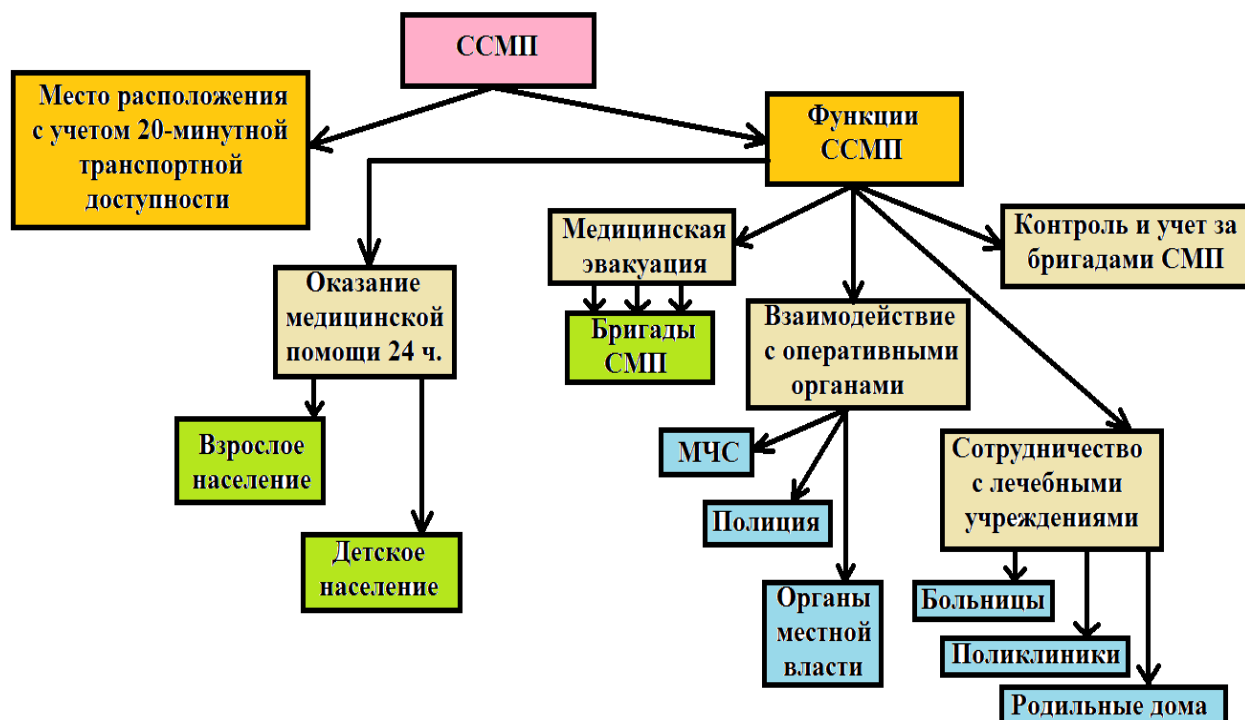 ССМП
Место расположения
с учетом 20-минутной
транспортной
доступности
Функции
ССМП
Оказание
медицинской
помощи 24 ч.
Медицинская
эвакуация
Контроль и учет за
бригадами СМП
Бригады
СМП
Взаимодействие
с оперативными
органами
Взрослое
население
Детское
население
МЧС
Полиция
Органы
местной
власти
Сотрудничество
с лечебными
учреждениями
Больницы
Поликлиники
Родильные дома